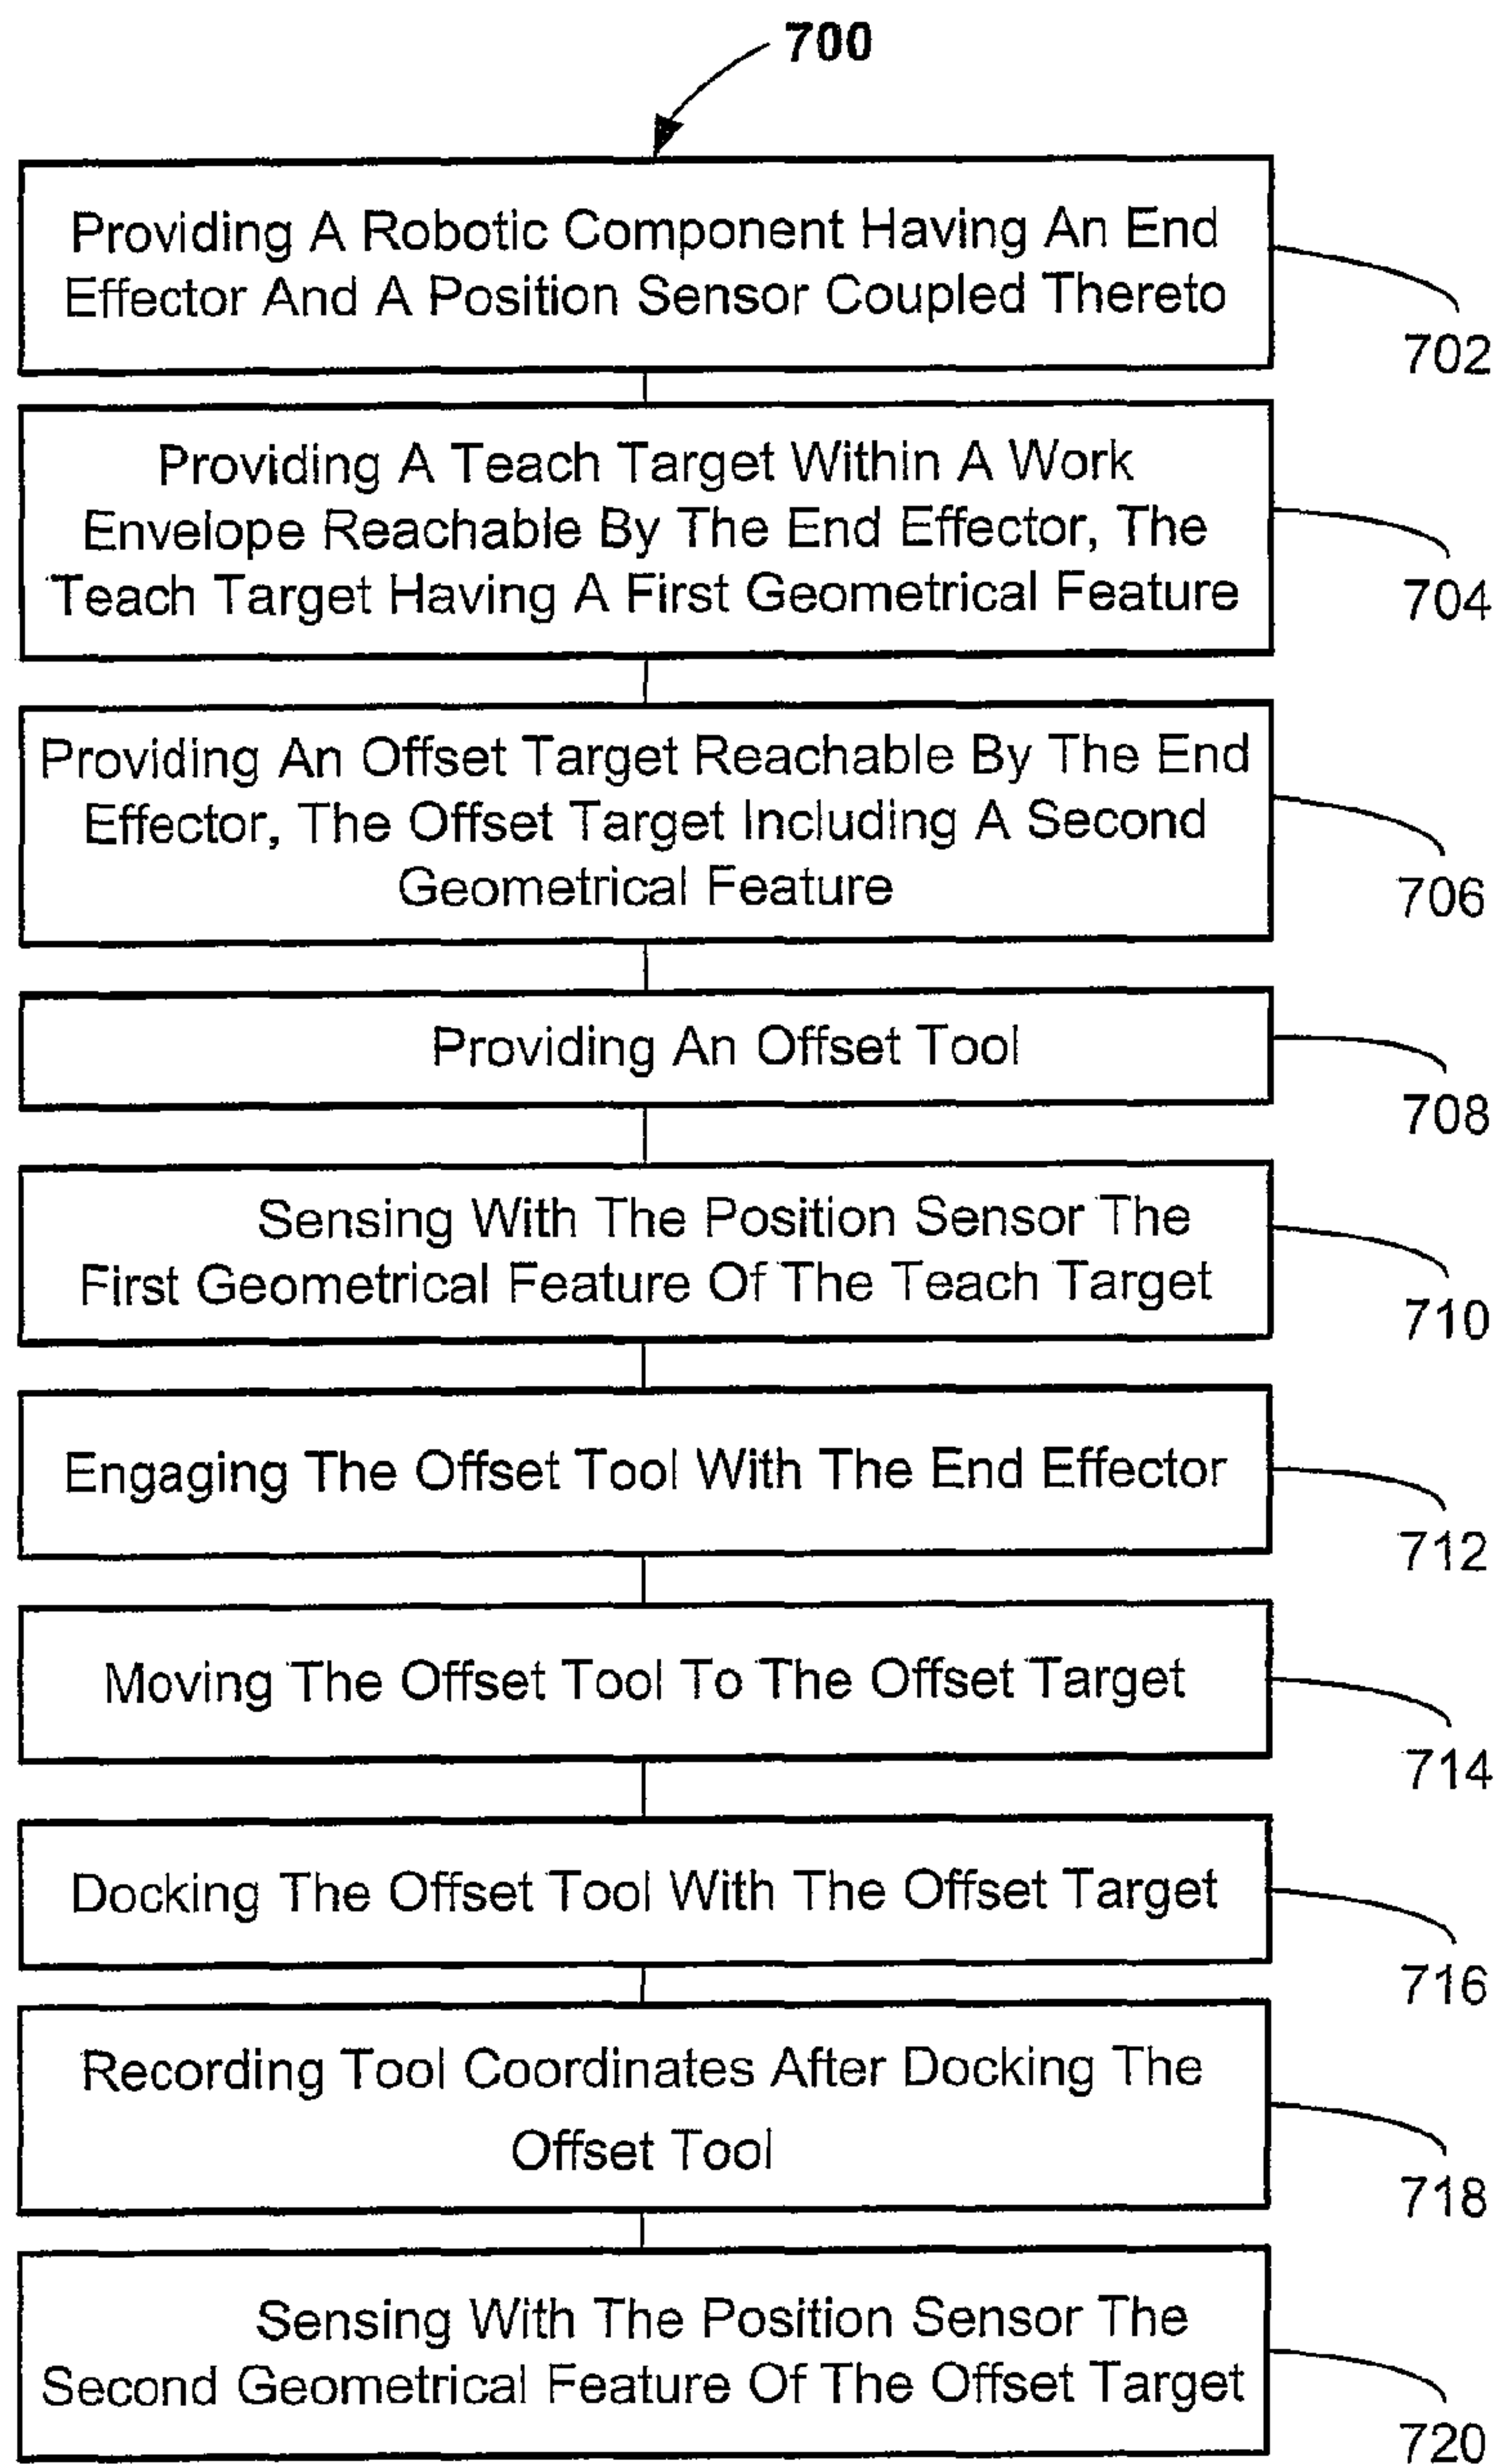 700
Providing A Robotic Component Having An End
Effector And A Position Sensor Coupled Thereto
702
Providing A Teach Target Within A Work
Envelope Reachable By The End Effector, The
Teach Target Having A First Geometrical Feature
704
Providing An Offset Target Reachable By The End
Effector, The Offset Target Including A Second
Geometrical Feature
706
Providing An Offset Tool
708
Sensing With The Position Sensor The
First Geometrical Feature Of The Teach Target
710
Engaging The Offset Tool With The End Effector
712
Moving The Offset Tool To The Offset Target
714
Docking The Offset Tool With The Offset Target
716
Recording Tool Coordinates After Docking The
Offset Tool
718
Sensing With The Position Sensor The
Second Geometrical Feature Of The Offset Target
720